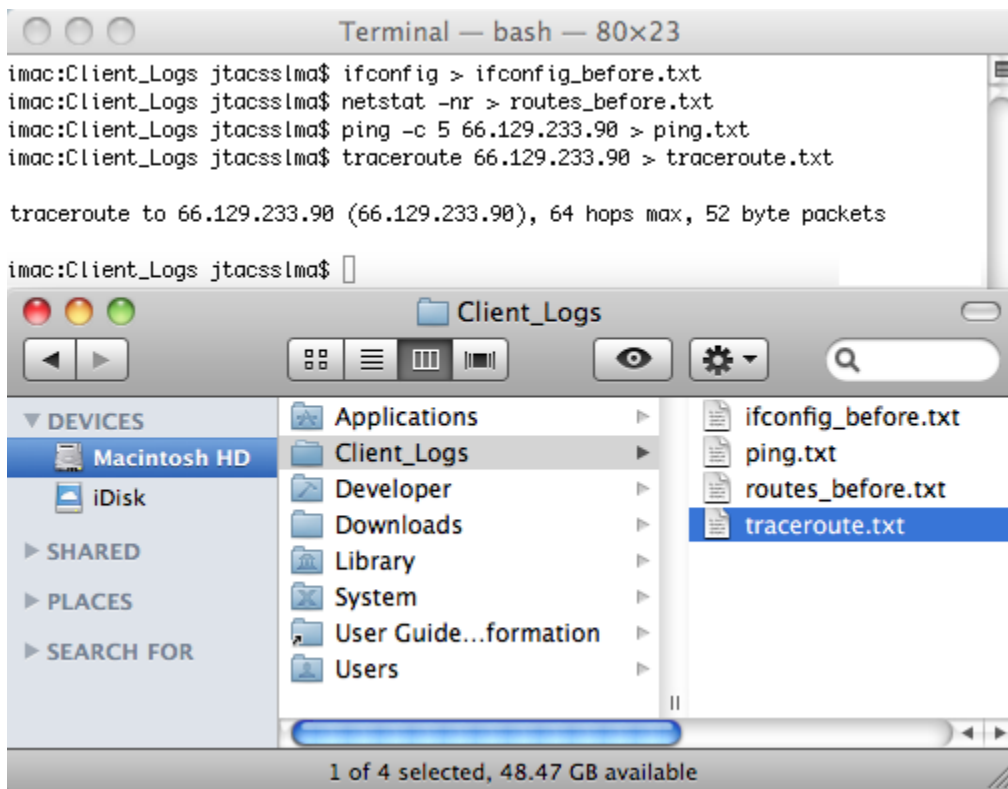 Terminal — bash — 80×23
imac:Client_Logs jtacsslma$ ifconfig > ifconfig_before.txt
imac:Client_Logs jtacsslma$ netstat -nr > routes_before.txt
imac:Client_Logs jtacsslma$ ping -c 5 66.129.233.90 > ping.txt
imac:Client_Logs jtacsslma$ traceroute 66.129.233.90 > traceroute.txt
traceroute to 66.129.233.90 (66.129.233.90), 64 hops max, 52 byte packets
imac:Client_Logs jtacsslma$
Client_Logs
DEVICES
Macintosh HD
iDisk
SHARED
PLACES
SEARCH FOR
Applications
Client_Logs
Developer
Downloads
Library
System
User Guide...formation
Users
ifconfig_before.txt
ping.txt
routes_before.txt
traceroute.txt
1 of 4 selected, 48.47 GB available